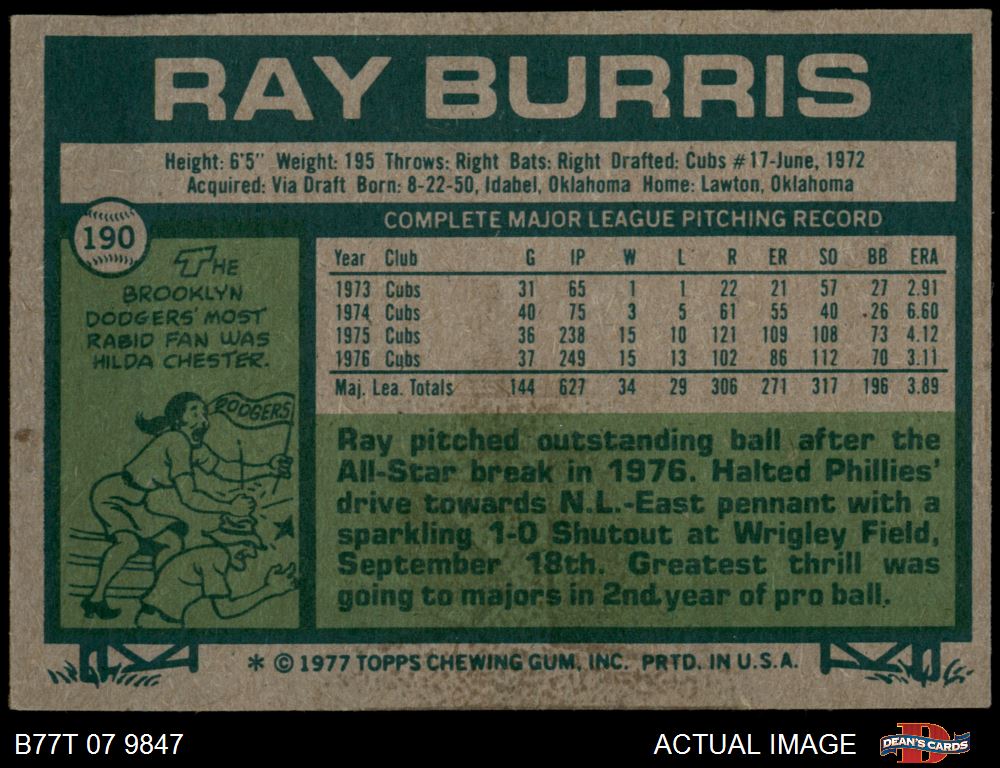 RAY BURRIS
Height: 6'5" Weight: 195 Throws: Right Bats: Right Drafted: Cubs #17-June, 1972
Acquired: Via Draft Born: 8-22-50, Idabel, Oklahoma Home: Lawton, Oklahoma
190
THE
BROOKLYN
DODGERS' MOST
RABID FAN WAS
HILDA CHESTER.
DODGERS
COMPLETE MAJOR LEAGUE PITCHING RECORD
Year Club G IP W L R ER SO BB ERA
1973 Cubs 31 65 1 1 22 21 57 27 2.91
1974 Cubs 40 75 3 5 61 55 40 26 6.60
1975 Cubs 36 238 15 10 121 109 108 73 4.12
1976 Cubs 37 249 15 13 102 86 112 70 3.11
Maj. Lea. Totals 144 627 34 29 306 271 317 196 3.89
Ray pitched outstanding ball after the
All-Star break in 1976. Halted Phillies'
drive towards N.L.-East pennant with a
sparkling 1-0 Shutout at Wrigley Field,
September 18th. Greatest thrill was
going to majors in 2nd year of pro ball.
* © 1977 TOPPS CHEWING GUM, INC. PRTD. IN U.S.A.
B77T 07 9847
ACTUAL IMAGE
DEAN'S CARDS